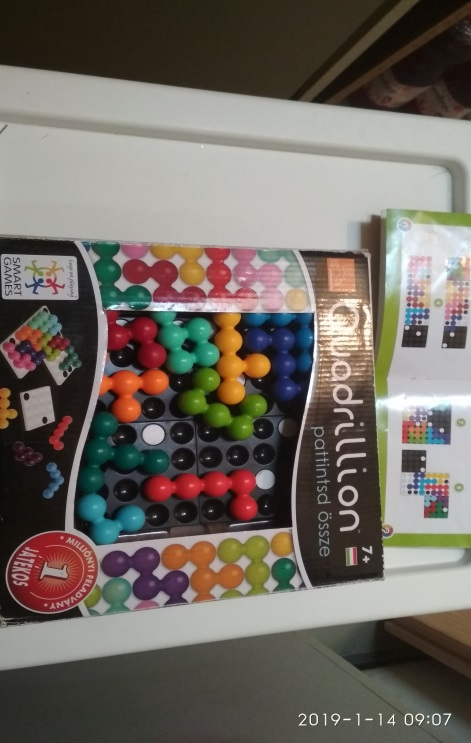 Quadrillion
pattintsd össze
7+
SMART
GAMES
• MILLIÓNYI FELADVÁNY •
1
JÁTÉKOS
2019-1-14 09:07